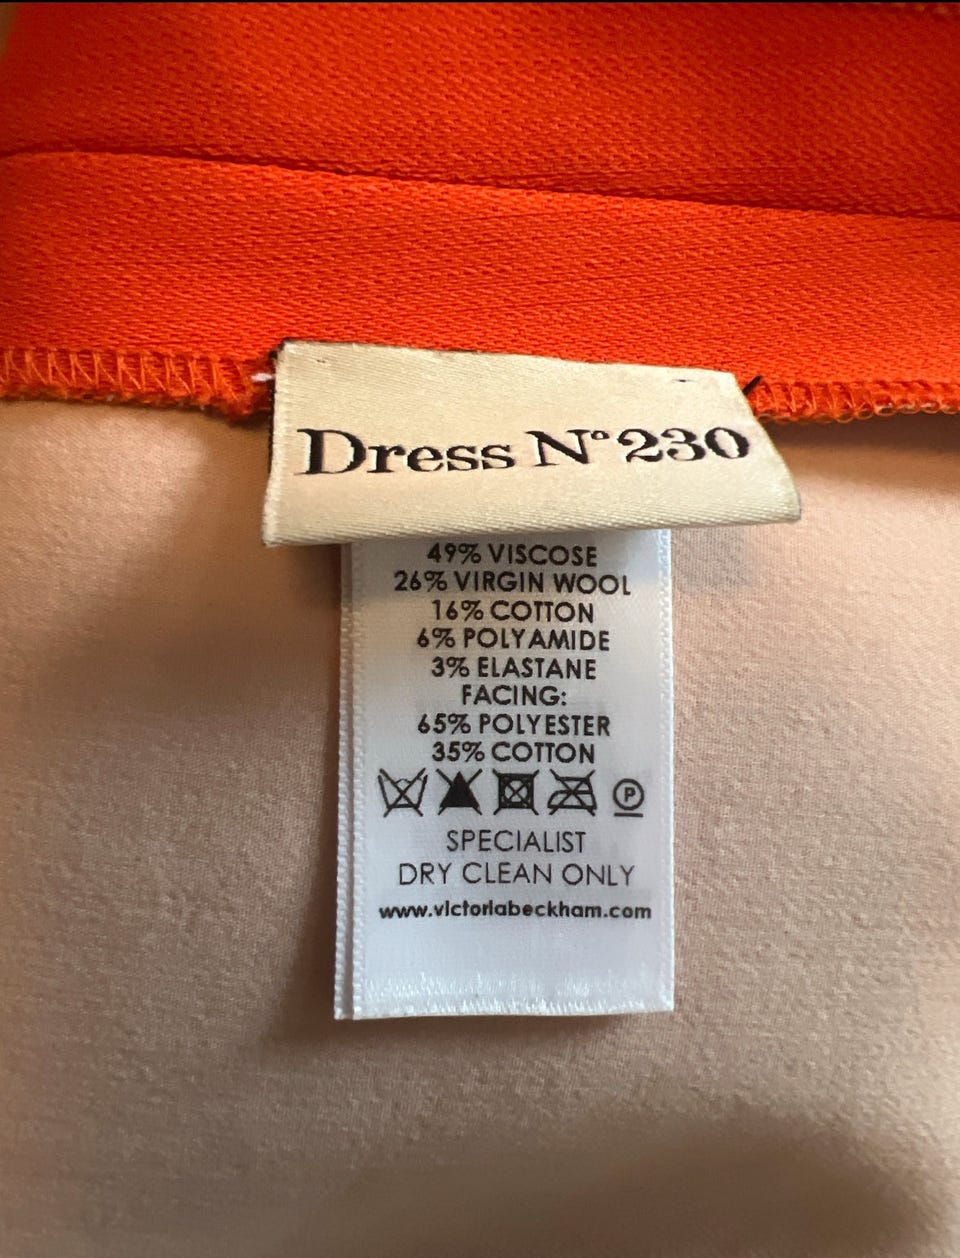 Dress Nº 230
49% VISCOSE
26% VIRGIN WOOL
16% COTTON
6% POLYAMIDE
3% ELASTANE
FACING:
65% POLYESTER
35% COTTON
P
SPECIALIST
DRY CLEAN ONLY
www.victoriabeckham.com